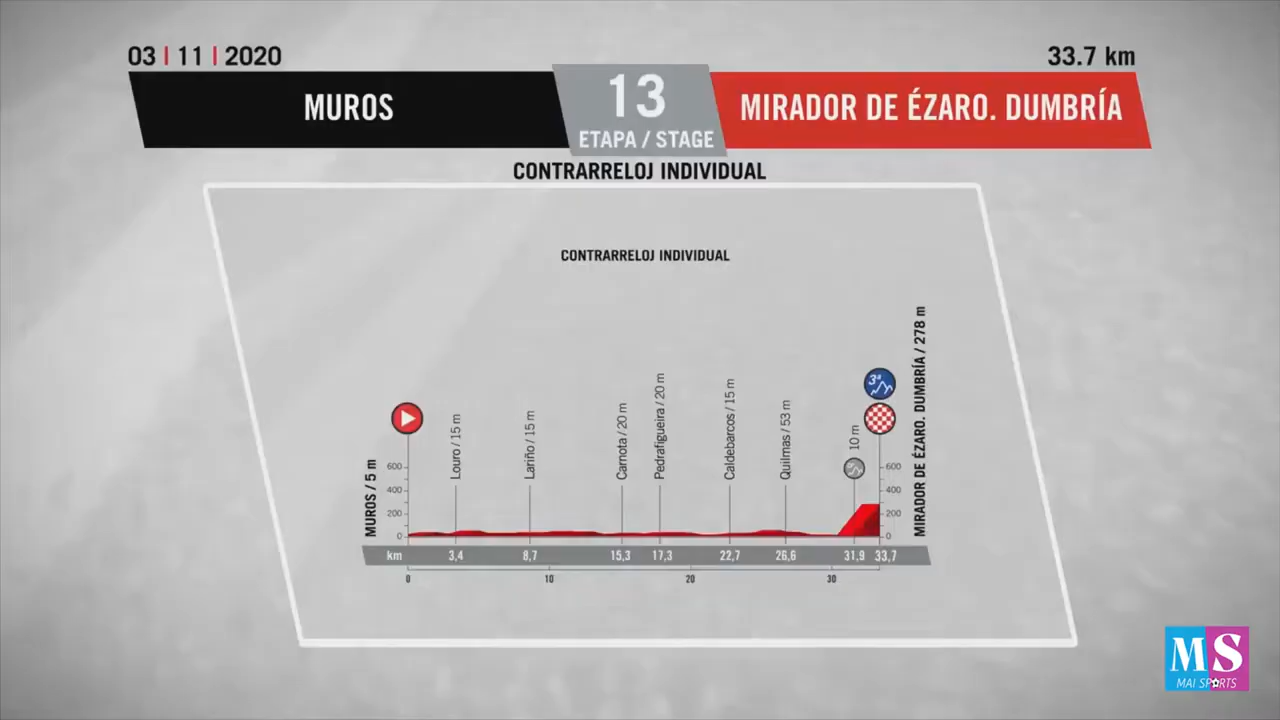 03 | 11 | 2020
33.7 km
MUROS
13
ETAPA / STAGE
MIRADOR DE ÉZARO. DUMBRÍA
CONTRARRELOJ INDIVIDUAL
CONTRARRELOJ INDIVIDUAL
MUROS / 5 m
Louro / 15 m
Lariño / 15 m
Carnota / 20 m
Pedrafigueira / 20 m
Caldebarcos / 15 m
Quilmas / 53 m
10 m
3ª
MIRADOR DE ÉZARO. DUMBRÍA / 278 m
600
400
200
0
600
400
200
0
km 3,4 8,7 15,3 17,3 22,7 26,6 31,9 33,7
0 10 20 30
MS
MAI SPORTS